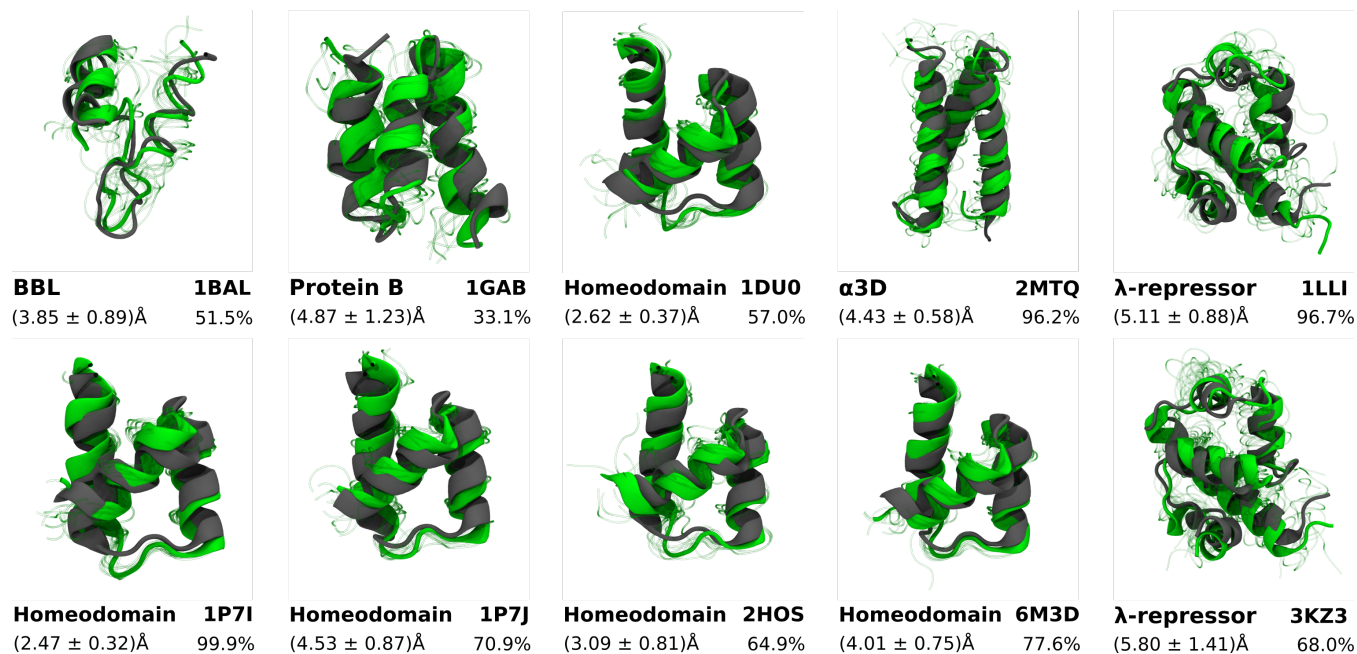 BBL 1BAL
(3.85 ± 0.89)Å 51.5%
Protein B 1GAB
(4.87 ± 1.23)Å 33.1%
Homeodomain 1DU0
(2.62 ± 0.37)Å 57.0%
α3D 2MTQ
(4.43 ± 0.58)Å 96.2%
λ-repressor 1LLI
(5.11 ± 0.88)Å 96.7%
Homeodomain 1P7I
(2.47 ± 0.32)Å 99.9%
Homeodomain 1P7J
(4.53 ± 0.87)Å 70.9%
Homeodomain 2HOS
(3.09 ± 0.81)Å 64.9%
Homeodomain 6M3D
(4.01 ± 0.75)Å 77.6%
λ-repressor 3KZ3
(5.80 ± 1.41)Å 68.0%